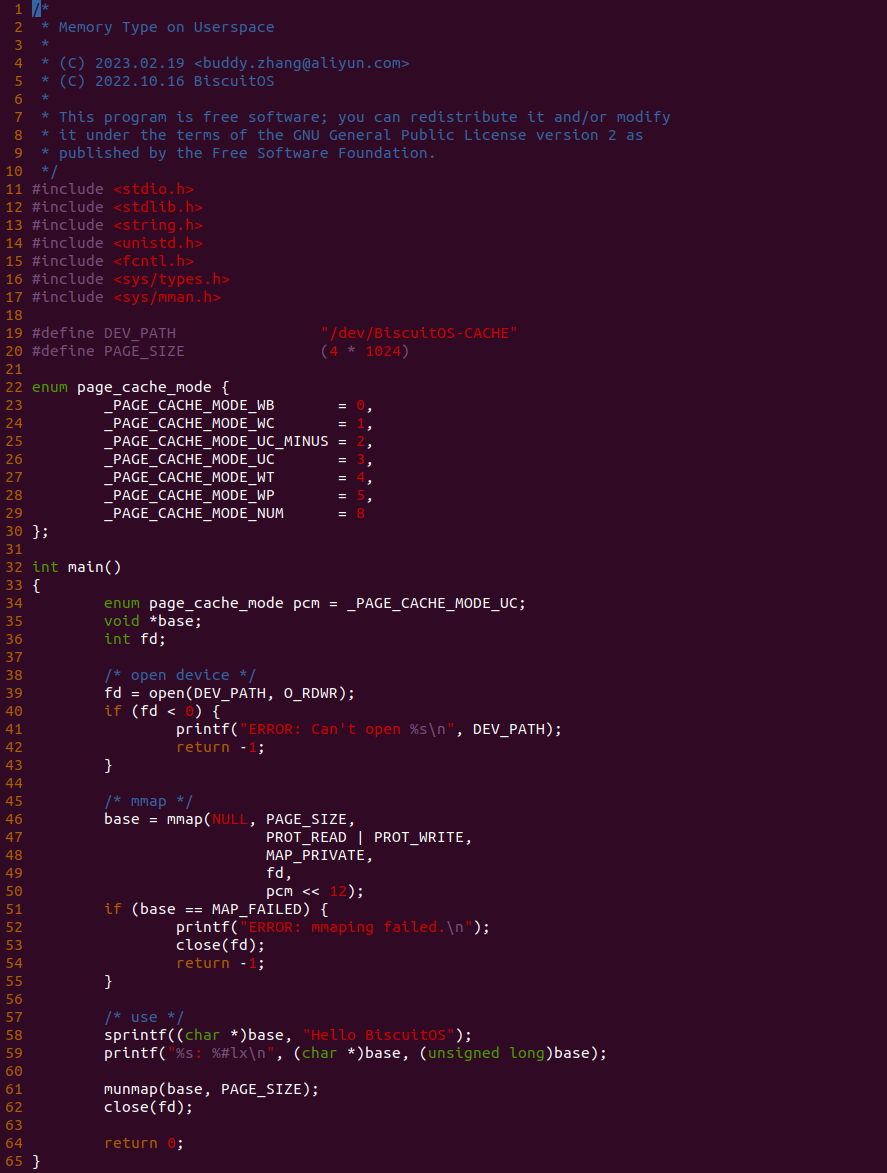 1 /*
2  * Memory Type on Userspace
3  *
4  * (C) 2023.02.19 <buddy.zhang@aliyun.com>
5  * (C) 2022.10.16 BiscuitOS
6  *
7  * This program is free software; you can redistribute it and/or modify
8  * it under the terms of the GNU General Public License version 2 as
9  * published by the Free Software Foundation.
10  */
11 #include <stdio.h>
12 #include <stdlib.h>
13 #include <string.h>
14 #include <unistd.h>
15 #include <fcntl.h>
16 #include <sys/types.h>
17 #include <sys/mman.h>
18
19 #define DEV_PATH                "/dev/BiscuitOS-CACHE"
20 #define PAGE_SIZE               (4 * 1024)
21
22 enum page_cache_mode {
23         _PAGE_CACHE_MODE_WB       = 0,
24         _PAGE_CACHE_MODE_WC       = 1,
25         _PAGE_CACHE_MODE_UC_MINUS = 2,
26         _PAGE_CACHE_MODE_UC       = 3,
27         _PAGE_CACHE_MODE_WT       = 4,
28         _PAGE_CACHE_MODE_WP       = 5,
29         _PAGE_CACHE_MODE_NUM      = 8
30 };
31
32 int main()
33 {
34         enum page_cache_mode pcm = _PAGE_CACHE_MODE_UC;
35         void *base;
36         int fd;
37
38         /* open device */
39         fd = open(DEV_PATH, O_RDWR);
40         if (fd < 0) {
41                 printf("ERROR: Can't open %s\n", DEV_PATH);
42                 return -1;
43         }
44
45         /* mmap */
46         base = mmap(NULL, PAGE_SIZE,
47                           PROT_READ | PROT_WRITE,
48                           MAP_PRIVATE,
49                           fd,
50                           pcm << 12);
51         if (base == MAP_FAILED) {
52                 printf("ERROR: mmaping failed.\n");
53                 close(fd);
54                 return -1;
55         }
56
57         /* use */
58         sprintf((char *)base, "Hello BiscuitOS");
59         printf("%s: %#lx\n", (char *)base, (unsigned long)base);
60
61         munmap(base, PAGE_SIZE);
62         close(fd);
63
64         return 0;
65 }